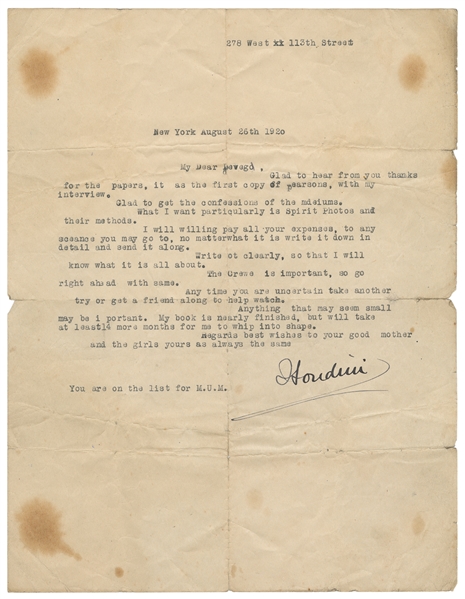 278 West xx 113th Street
New York August 26th 1920
My Dear Devega ,
Glad to hear from you thanks
for the papers, it as the first copy of Pearsons, with my
interview.
Glad to get the confessions of the mdeiums.
What I want particularly is Spirit Photos and
their methods.
I will willing pay all your expenses, to any
sceance you may go to, no matterwhat it is write it down in
detail and send it along.
Write ot clearly, so that I will
know what it is all about.
The Crewe is important, so go
right ahead with same.
Any time you are uncertain take another
try or get a friend along to help watch.
Anything that may seem small
may be i portant. My book is nearly finished, but will take
at least14 more months for me to whip into shape.
Regards best wishes to your good mother
and the girls yours as always the same
Houdini
You are on the list for M.U.M.